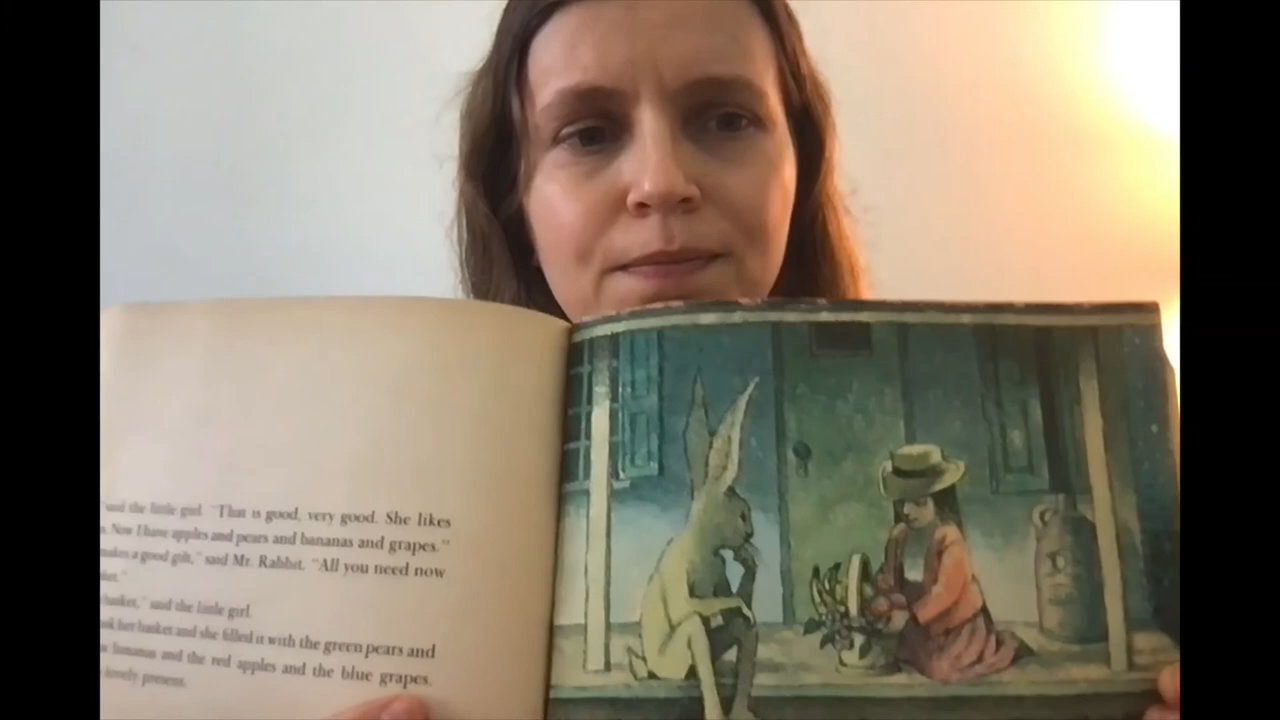 said the little girl. "That is good, very good. She likes
Now I have apples and pears and bananas and grapes."
makes a good gift," said Mr. Rabbit. "All you need now
basket," said the little girl.
her basket and she filled it with the green pears and
bananas and the red apples and the blue grapes.
lovely present.